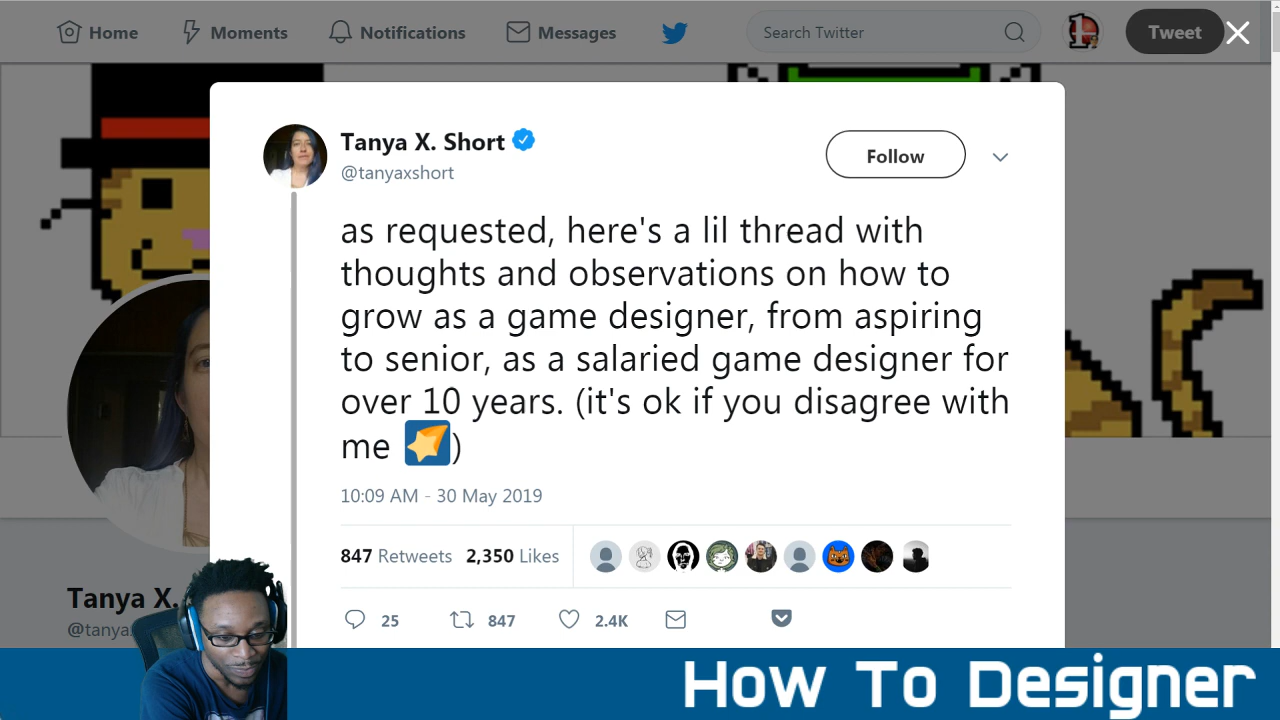 Home
Moments
Notifications
Messages
Search Twitter
Tweet
Tanya X. Short
@tanyaxshort
Follow
as requested, here's a lil thread with
thoughts and observations on how to
grow as a game designer, from aspiring
to senior, as a salaried game designer for
over 10 years. (it's ok if you disagree with
me )
10:09 AM - 30 May 2019
847 Retweets 2,350 Likes
25
847
2.4K
Tanya X.
@tanya
How To Designer